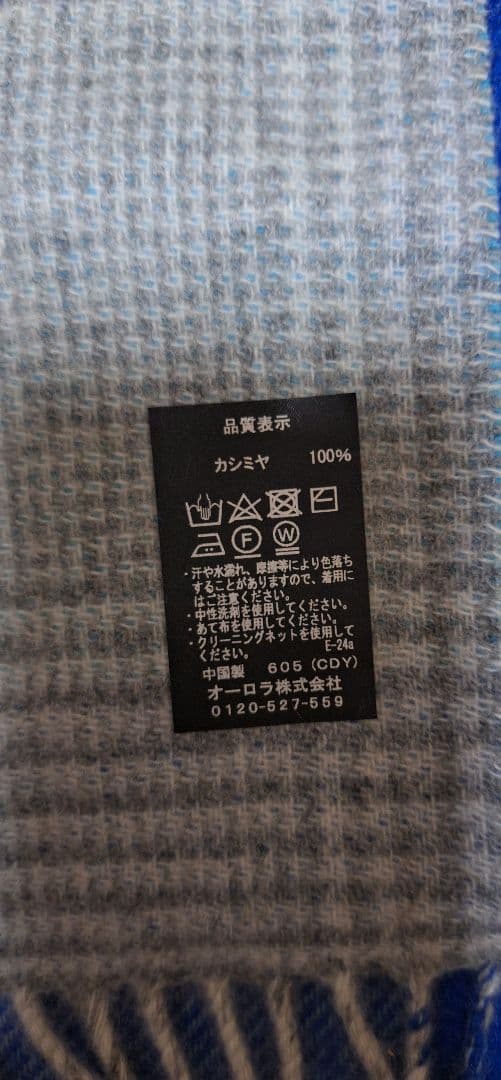 品質表示
カシミヤ 100%
F W
・汗や水濡れ、摩擦等により色落ち
することがありますので、着用に
はご注意ください。
・中性洗剤を使用してください。
・あて布を使用してください。
・クリーニングネットを使用して
ください。 E-24a
中国製 605 (CDY)
オーロラ株式会社
0120-527-559